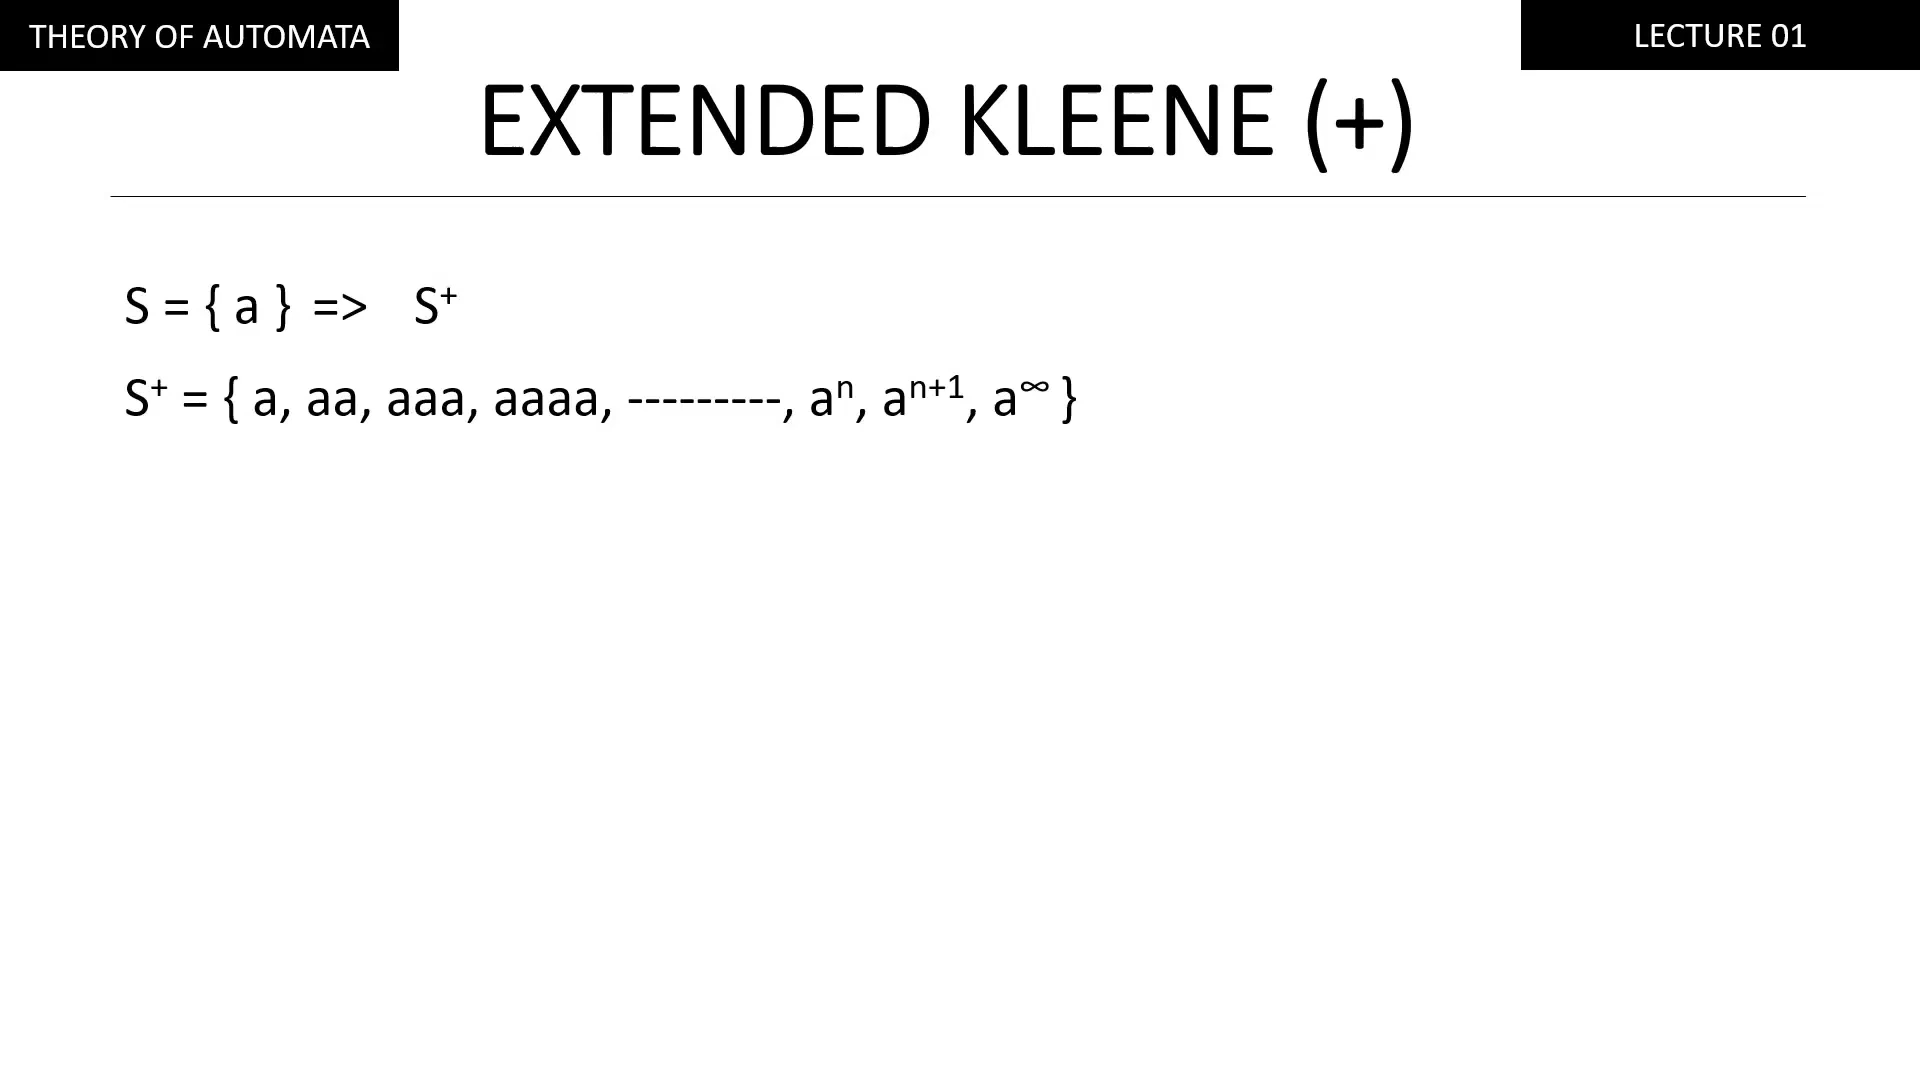 THEORY OF AUTOMATA
LECTURE 01
EXTENDED KLEENE (+)
S = { a } => S⁺
S⁺ = { a, aa, aaa, aaaa, ---------, aⁿ, aⁿ⁺¹, a^∞ }